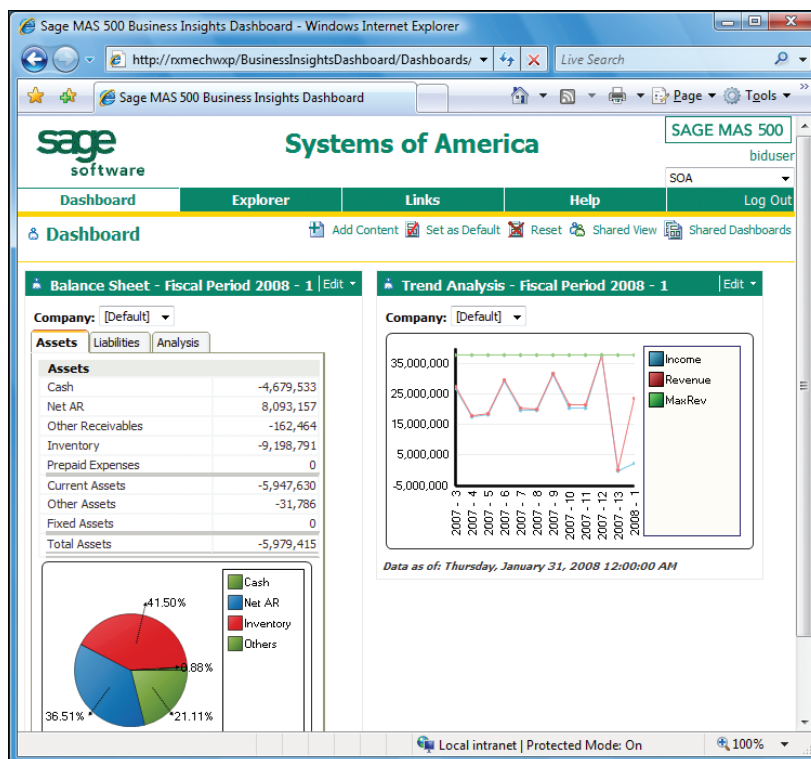 Sage MAS 500 Business Insights Dashboard - Windows Internet Explorer
http://rxmechwxp/BusinessInsightsDashboard/Dashboards/
Live Search
Sage MAS 500 Business Insights Dashboard
Page
Tools
sage
software
Systems of America
SAGE MAS 500
biduser
SOA
Dashboard Explorer Links Help Log Out
Dashboard
Add Content Set as Default Reset Shared View Shared Dashboards
Balance Sheet - Fiscal Period 2008 - 1 Edit
Company: [Default]
Assets Liabilities Analysis
Assets
Cash -4,679,533
Net AR 8,093,157
Other Receivables -162,464
Inventory -9,198,791
Prepaid Expenses 0
Current Assets -5,947,630
Other Assets -31,786
Fixed Assets 0
Total Assets -5,979,415
41.50%
0.88%
36.51%
21.11%
Cash
Net AR
Inventory
Others
Trend Analysis - Fiscal Period 2008 - 1 Edit
Company: [Default]
35,000,000
25,000,000
15,000,000
5,000,000
-5,000,000
2007 - 3
2007 - 4
2007 - 5
2007 - 6
2007 - 7
2007 - 8
2007 - 9
2007 - 10
2007 - 11
2007 - 12
2007 - 13
2008 - 1
Income
Revenue
MaxRev
Data as of: Thursday, January 31, 2008 12:00:00 AM
Local intranet | Protected Mode: On
100%